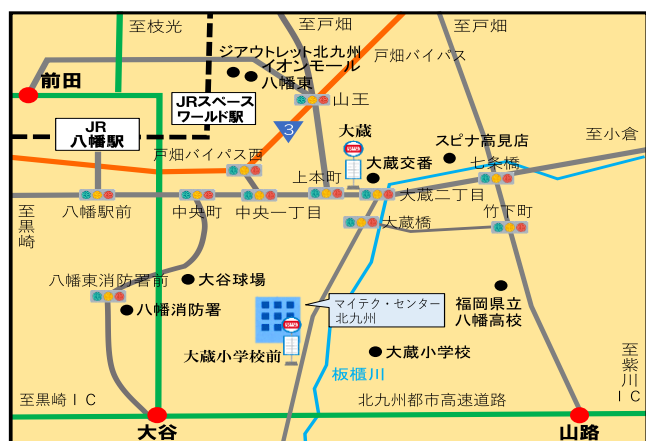 至枝光
至戸畑
至戸畑
ジアウトレット北九州
イオンモール
八幡東
戸畑バイパス
前田
JRスペース
ワールド駅
山王
3
JR
八幡駅
大蔵
スピナ高見店
至小倉
戸畑バイパス西
大蔵交番
七条橋
上本町
至黒崎
八幡駅前
中央町
中央一丁目
大蔵二丁目
竹下町
大蔵橋
八幡東消防署前
大谷球場
八幡消防署
マイテク・センター
北九州
福岡県立
八幡高校
大蔵小学校前
大蔵小学校
板櫃川
至紫川IC
至黒崎IC
北九州都市高速道路
大谷
山路